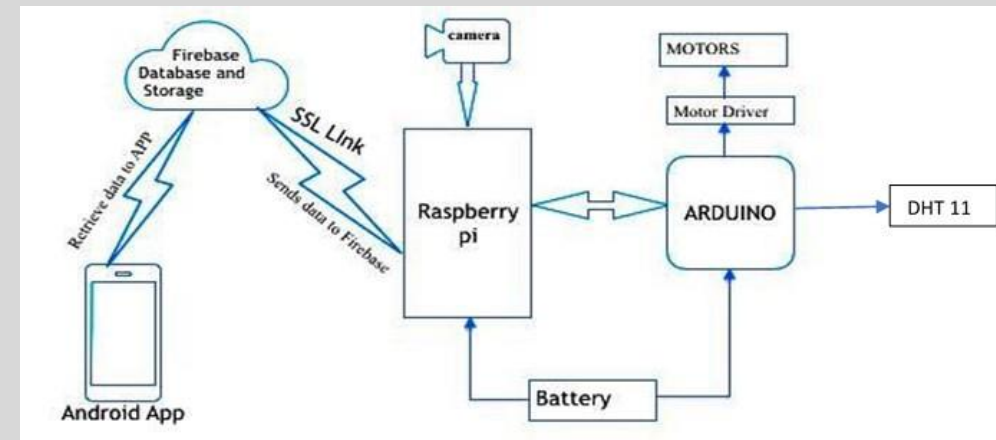 Firebase
Database and
Storage
camera
MOTORS
Motor Driver
SSL LInk
Retrieve data to APP
Sends data to Firebase
Raspberry
pi
ARDUINO
DHT 11
Battery
Android App